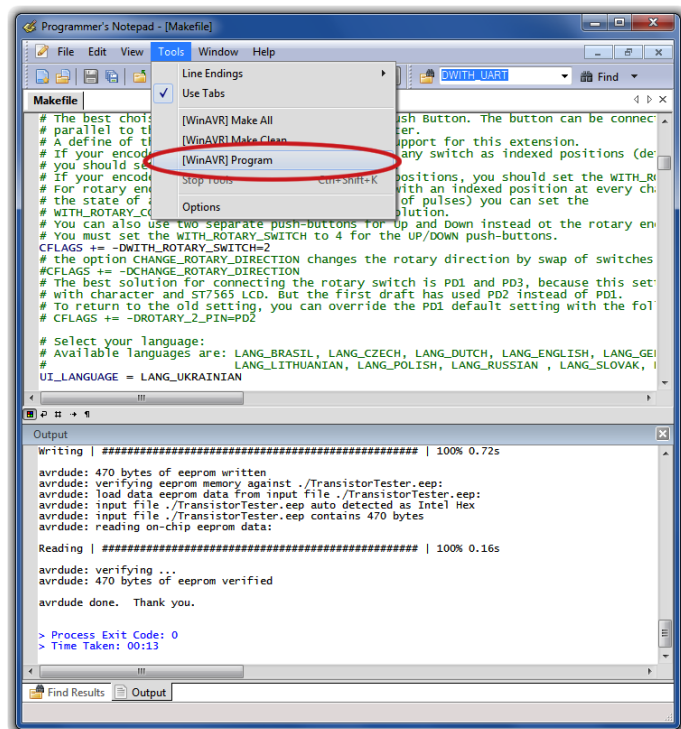 Programmer's Notepad - [Makefile]
File Edit View Tools Window Help
DWITH_UART Find
Line Endings
Use Tabs
[WinAVR] Make All
[WinAVR] Make Clean
[WinAVR] Program
Stop Tools Ctrl+Shift+K
Options
Makefile
# The best choi ush Button. The button can be connec
# parallel to th ter.
# A define of th upport for this extension.
# If your encod any switch as indexed positions (de
# you should se
# If your encode positions, you should set the WITH_R
# For rotary en with an indexed position at every ch
# the state of a of pulses) you can set the
# WITH_ROTARY_CO olution.
# You can also use two separate push-buttons for Up and Down instead of the rotary en
# You must set the WITH_ROTARY_SWITCH to 4 for the UP/DOWN push-buttons.
CFLAGS += -DWITH_ROTARY_SWITCH=2
# the option CHANGE_ROTARY_DIRECTION changes the rotary direction by swap of switches
#CFLAGS += -DCHANGE_ROTARY_DIRECTION
# The best solution for connecting the rotary switch is PD1 and PD3, because this set
# with character and ST7565 LCD. But the first draft has used PD2 instead of PD1.
# To return to the old setting, you can override the PD1 default setting with the fol
# CFLAGS += -DROTARY_2_PIN=PD2
# Select your language:
# Available languages are: LANG_BRASIL, LANG_CZECH, LANG_DUTCH, LANG_ENGLISH, LANG_GE
# LANG_LITHUANIAN, LANG_POLISH, LANG_RUSSIAN , LANG_SLOVAK,
UI_LANGUAGE = LANG_UKRAINIAN
Output
Writing | ################################################ | 100% 0.72s
avrdude: 470 bytes of eeprom written
avrdude: verifying eeprom memory against ./TransistorTester.eep:
avrdude: load data eeprom data from input file ./TransistorTester.eep:
avrdude: input file ./TransistorTester.eep auto detected as Intel Hex
avrdude: input file ./TransistorTester.eep contains 470 bytes
avrdude: reading on-chip eeprom data:
Reading | ################################################ | 100% 0.16s
avrdude: verifying ...
avrdude: 470 bytes of eeprom verified
avrdude done. Thank you.
> Process Exit Code: 0
> Time Taken: 00:13
Find Results Output